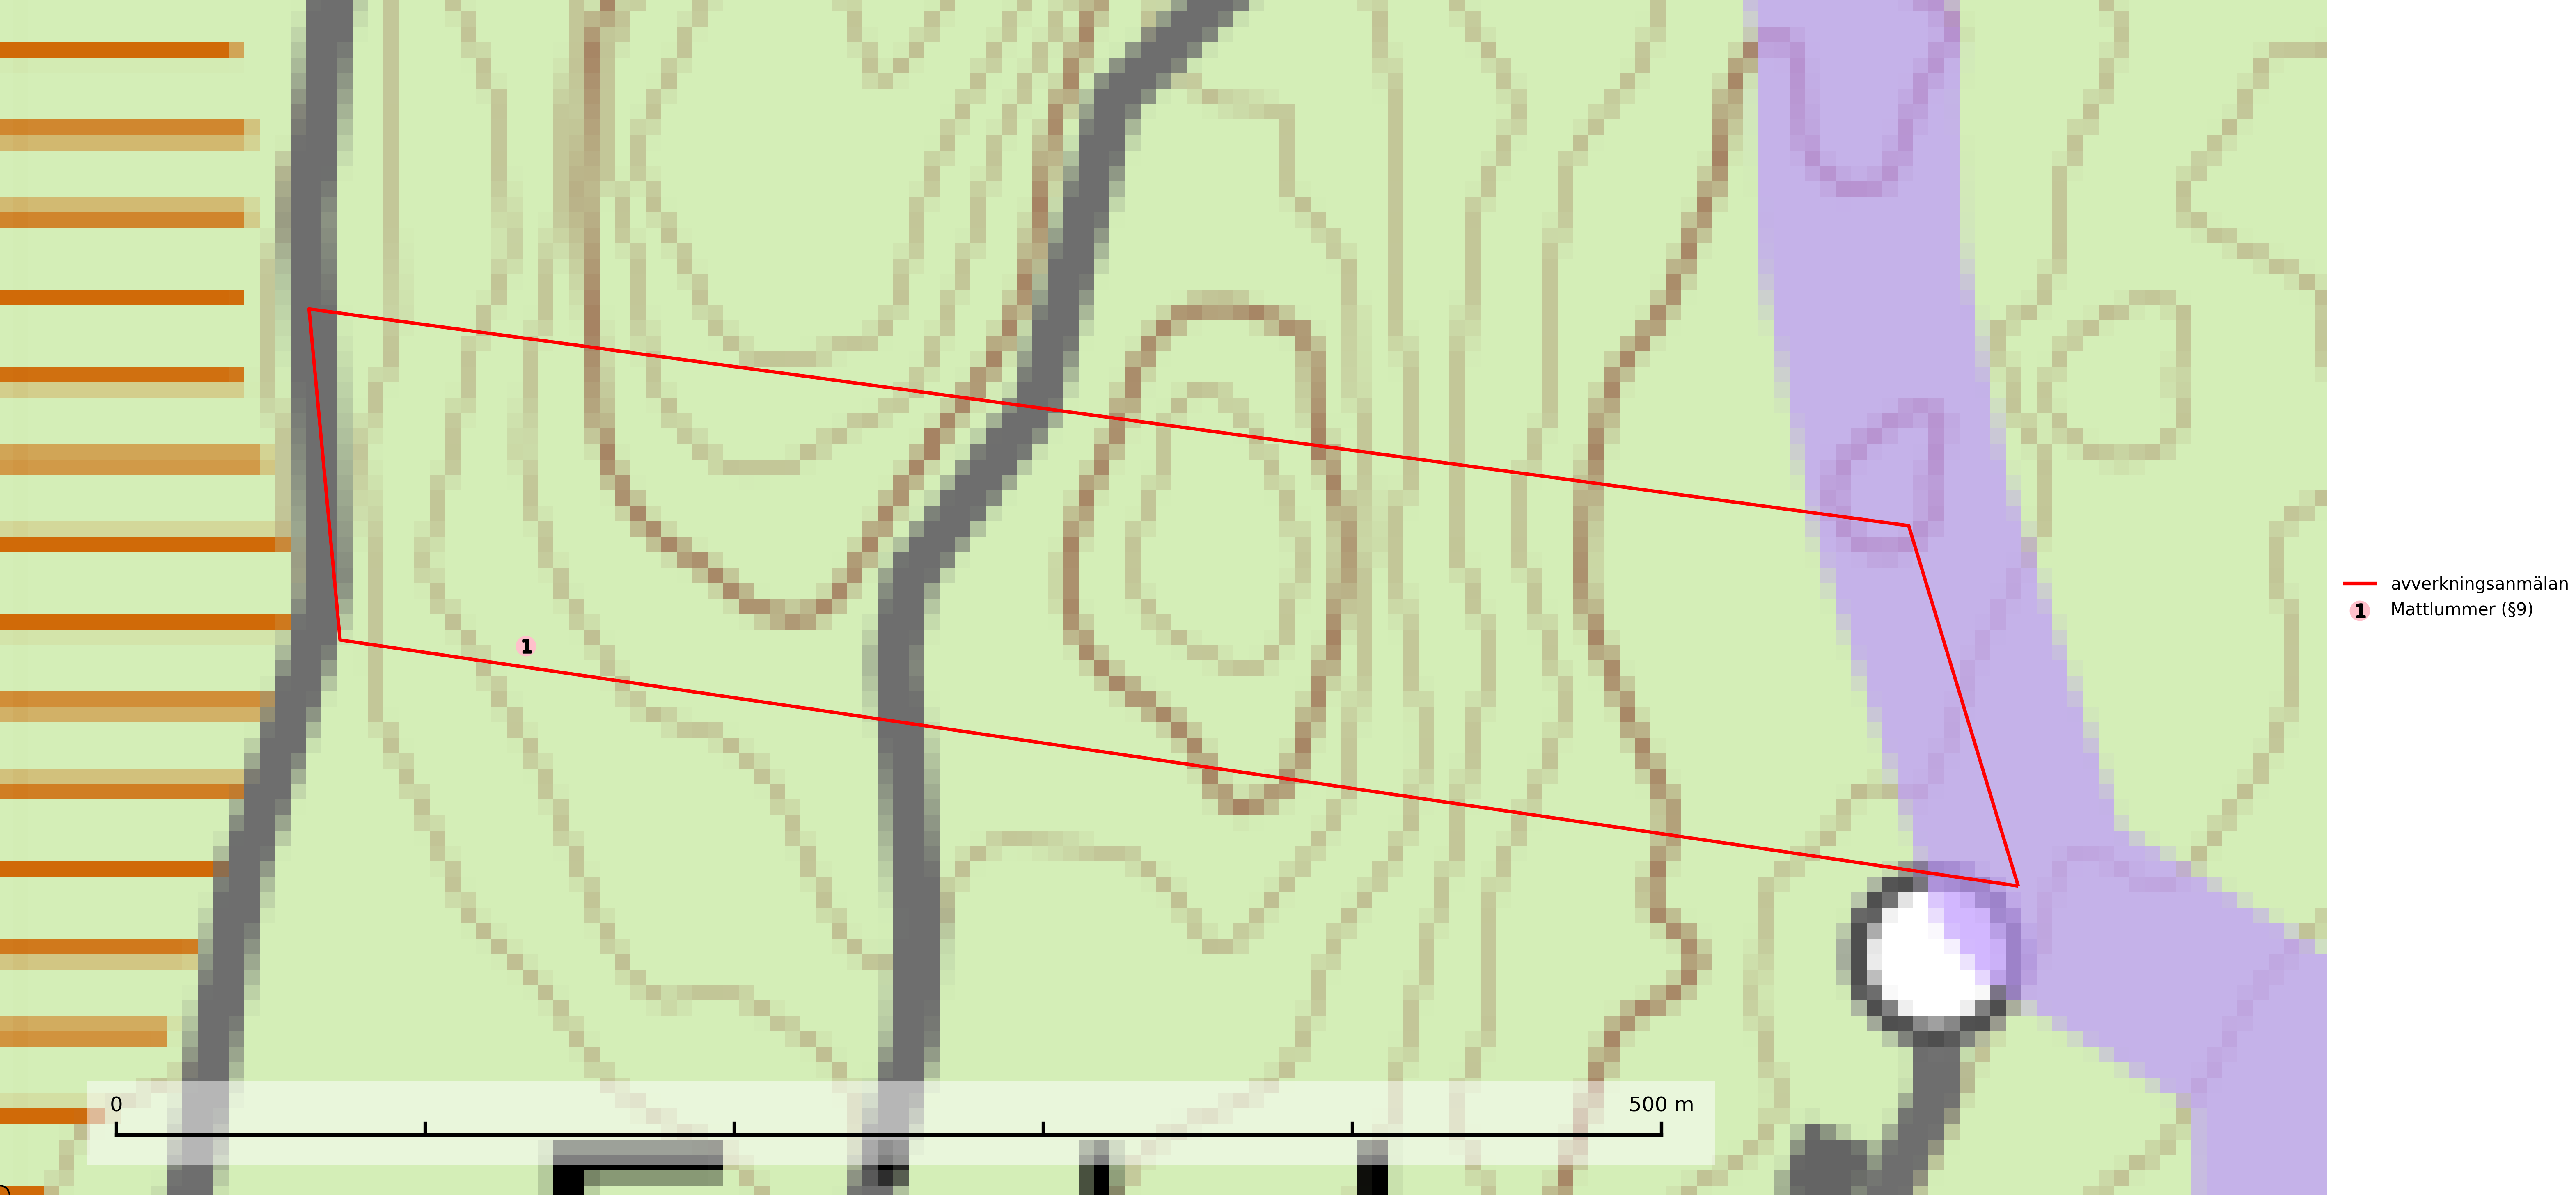 1
0
500 m
avverkningsanmälan
1 Mattlummer (§9)